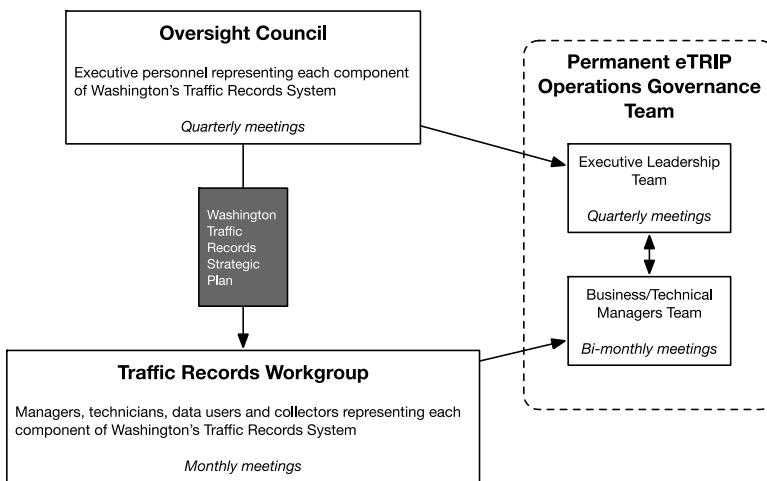 Oversight Council
Executive personnel representing each component
of Washington's Traffic Records System
Quarterly meetings
Washington
Traffic
Records
Strategic
Plan
Traffic Records Workgroup
Managers, technicians, data users and collectors representing each
component of Washington's Traffic Records System
Monthly meetings
Permanent eTRIP
Operations Governance
Team
Executive Leadership
Team
Quarterly meetings
Business/Technical
Managers Team
Bi-monthly meetings